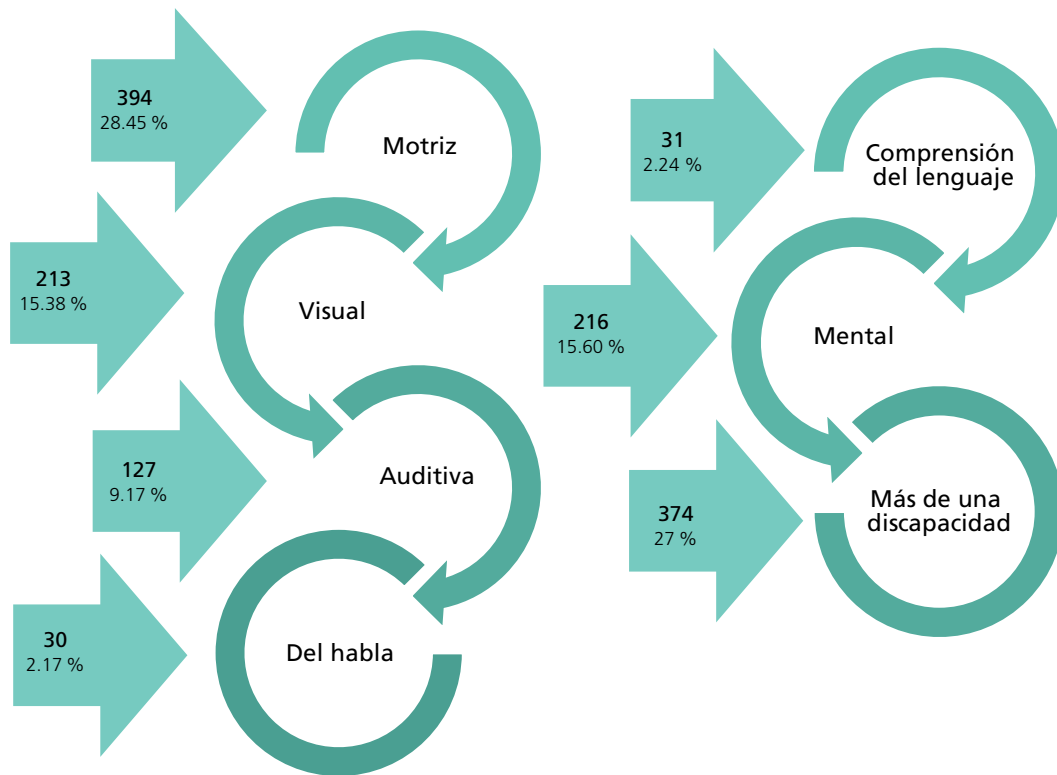 394
28.45 %
Motriz
213
15.38 %
Visual
127
9.17 %
Auditiva
30
2.17 %
Del habla
31
2.24 %
Comprensión
del lenguaje
216
15.60 %
Mental
374
27 %
Más de una
discapacidad